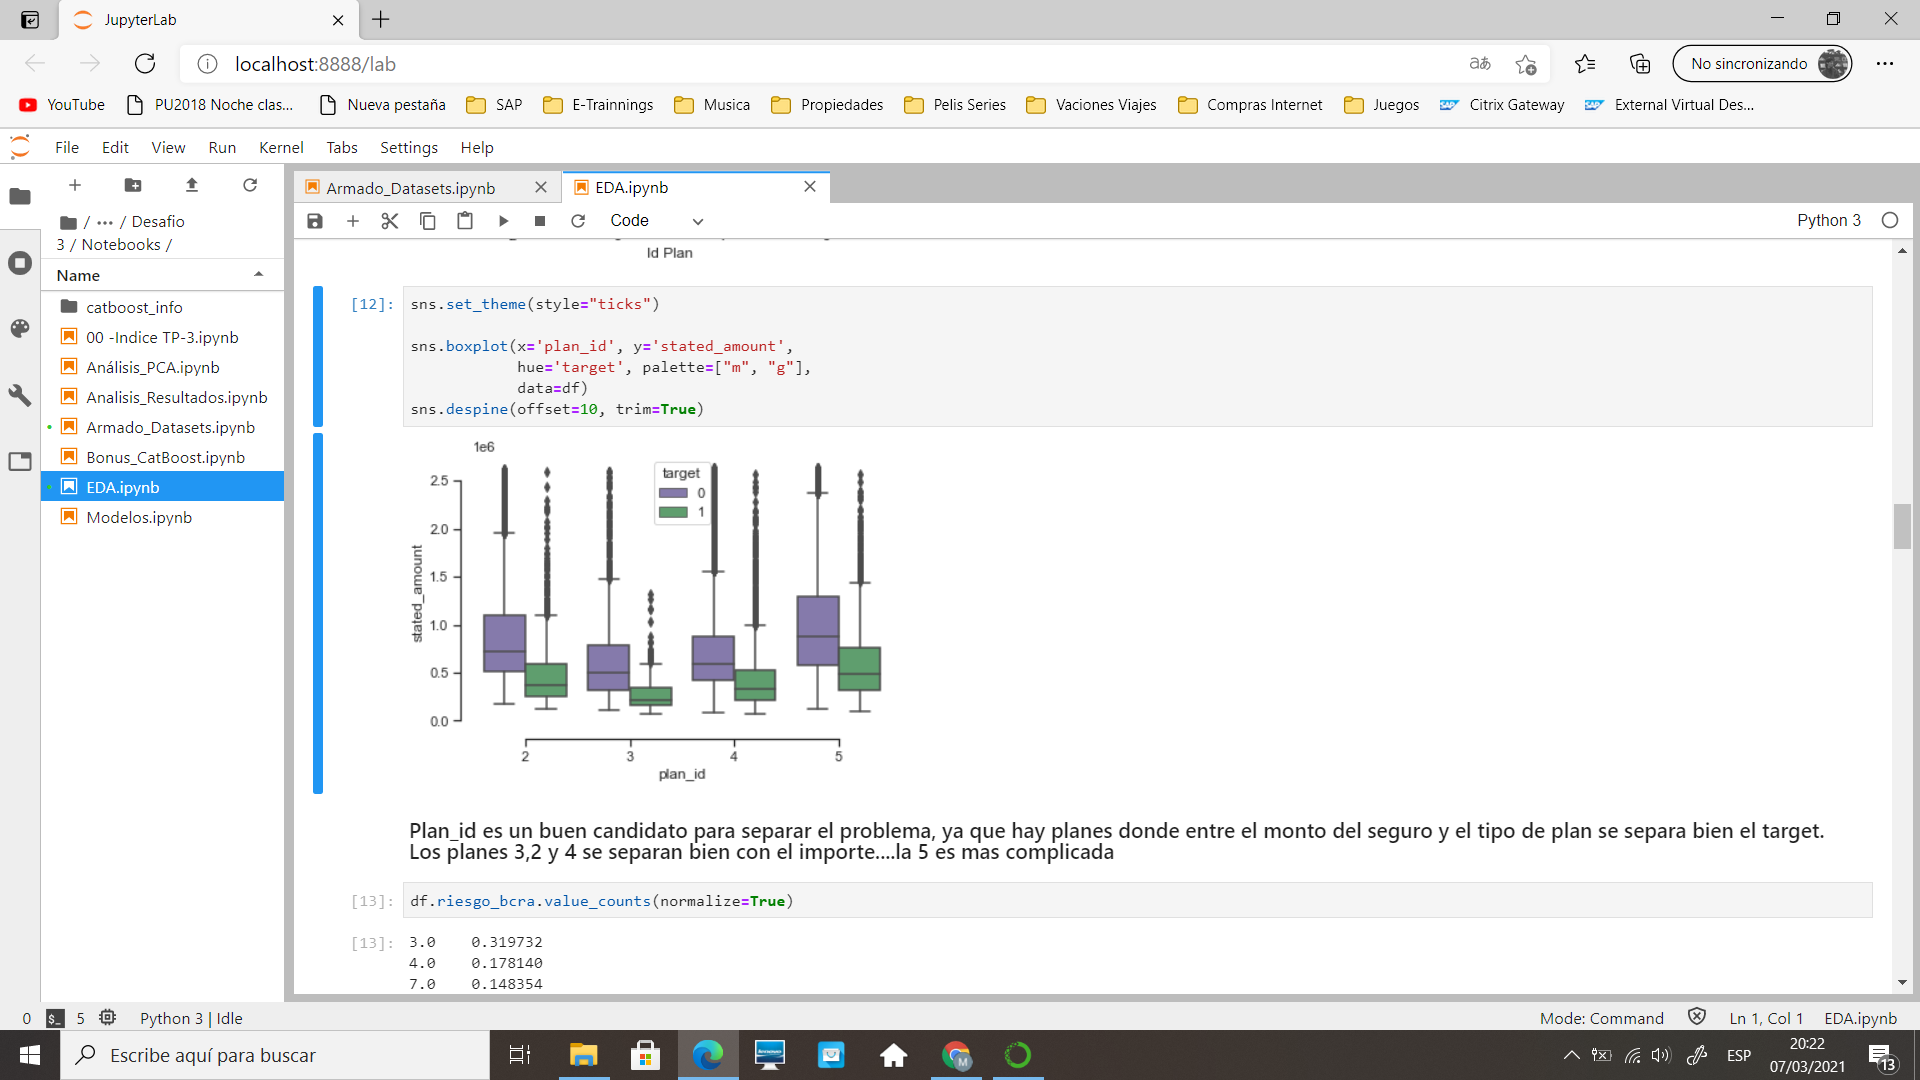 JupyterLab
localhost:8888/lab
aあ
No sincronizando
YouTube
PU2018 Noche clas...
Nueva pestaña
SAP
E-Trainnings
Musica
Propiedades
Pelis Series
Vaciones Viajes
Compras Internet
Juegos
SAP
Citrix Gateway
SAP
External Virtual Des...
File Edit View Run Kernel Tabs Settings Help
/ ··· / Desafio
3 / Notebooks /
Name
catboost_info
00 -Indice TP-3.ipynb
Análisis_PCA.ipynb
Analisis_Resultados.ipynb
Armado_Datasets.ipynb
Bonus_CatBoost.ipynb
EDA.ipynb
Modelos.ipynb
Armado_Datasets.ipynb
EDA.ipynb
Code
Python 3
Id Plan
[12]:
sns.set_theme(style="ticks")
sns.boxplot(x='plan_id', y='stated_amount',
hue='target', palette=["m", "g"],
data=df)
sns.despine(offset=10, trim=True)
1e6
2.5
2.0
1.5
1.0
0.5
0.0
stated_amount
target
0
1
2 3 4 5
plan_id
Plan_id es un buen candidato para separar el problema, ya que hay planes donde entre el monto del seguro y el tipo de plan se separa bien el target.
Los planes 3,2 y 4 se separan bien con el importe....la 5 es mas complicada
[13]:
df.riesgo_bcra.value_counts(normalize=True)
[13]:
3.0 0.319732
4.0 0.178140
7.0 0.148354
0 $_ 5 Python 3 | Idle
Mode: Command Ln 1, Col 1 EDA.ipynb
Escribe aquí para buscar
M
ESP
20:22
07/03/2021
13